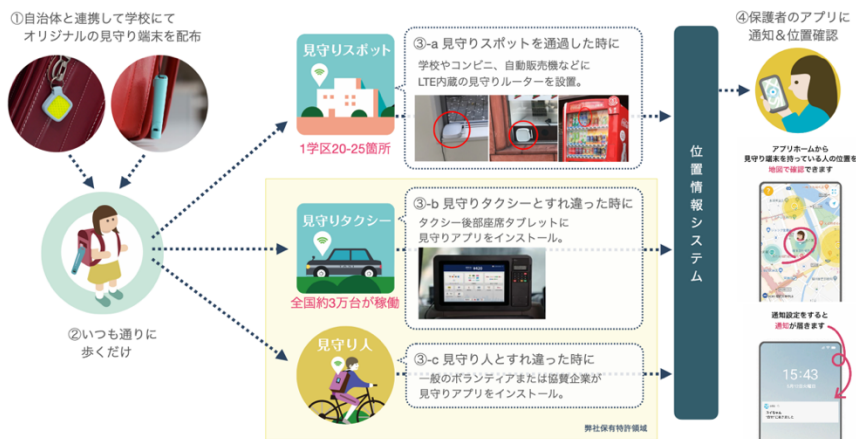 ①自治体と連携して学校にて
オリジナルの見守り端末を配布
②いつも通りに
歩くだけ
見守りスポット
1学区20-25箇所
③-a 見守りスポットを通過した時に
学校やコンビニ、自動販売機などに
LTE内蔵の見守りルーターを設置。
見守りタクシー
全国約3万台が稼働
③-b 見守りタクシーとすれ違った時に
タクシー後部座席タブレットに
見守りアプリをインストール。
見守り人
③-c 見守り人とすれ違った時に
一般のボランティアまたは協賛企業が
見守りアプリをインストール。
弊社保有特許領域
位置情報システム
④保護者のアプリに
通知&位置確認
アプリホームから
見守り端末を持っている人の位置を
地図で確認できます
通知設定をすると
通知が届きます
15:43